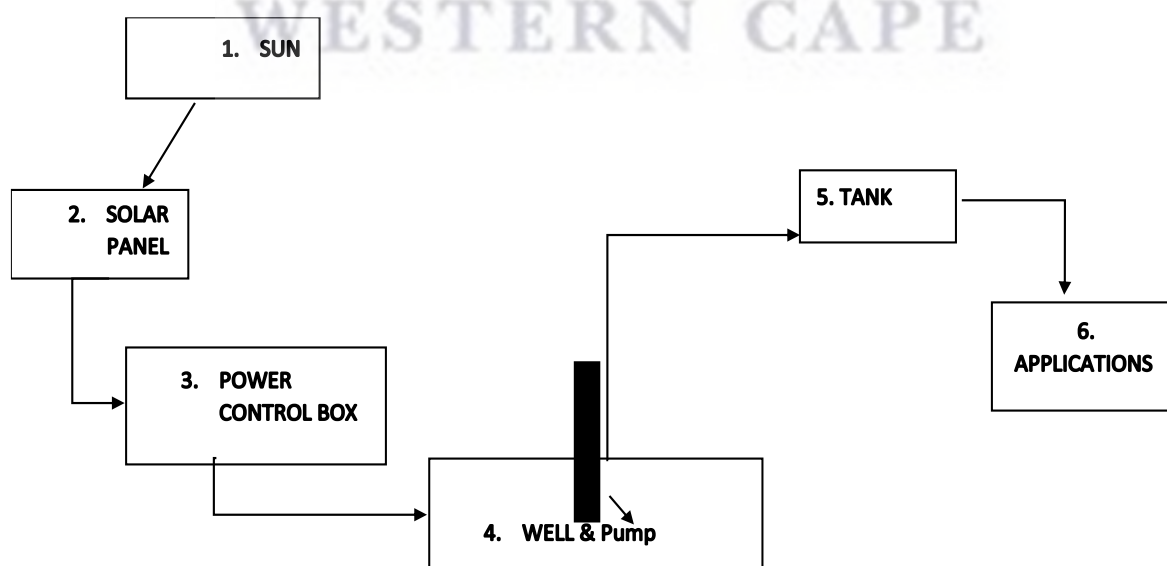 WESTERN CAPE
1. SUN
2. SOLAR
PANEL
5. TANK
6.
APPLICATIONS
3. POWER
CONTROL BOX
4. WELL & Pump